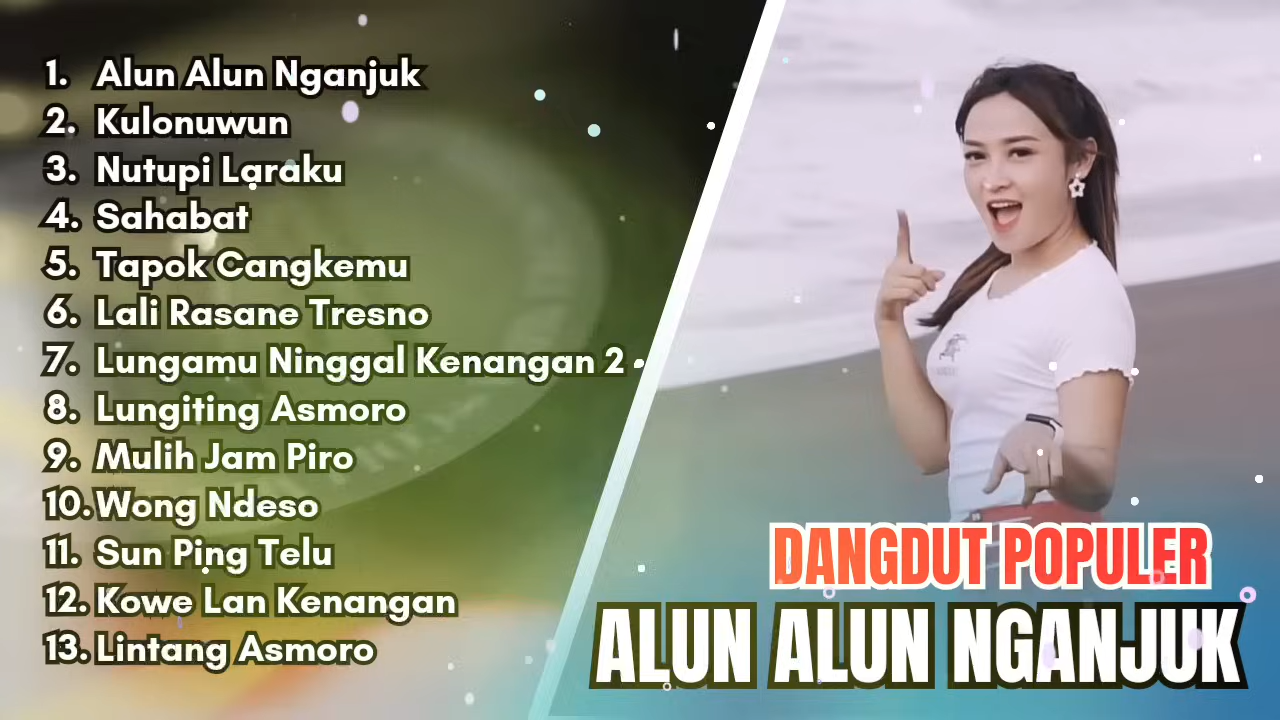 1. Alun Alun Nganjuk
2. Kulonuwun
3. Nutupi Laraku
4. Sahabat
5. Tapok Cangkemu
6. Lali Rasane Tresno
7. Lungamu Ninggal Kenangan 2
8. Lungiting Asmoro
9. Mulih Jam Piro
10. Wong Ndeso
11. Sun Ping Telu
12. Kowe Lan Kenangan
13. Lintang Asmoro
DANGDUT POPULER
ALUN ALUN NGANJUK